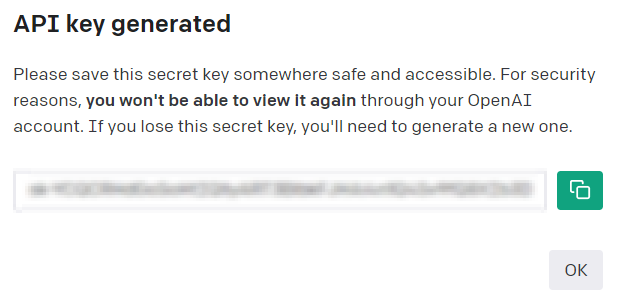 API key generated
Please save this secret key somewhere safe and accessible. For security
reasons, you won't be able to view it again through your OpenAI
account. If you lose this secret key, you'll need to generate a new one.
OK